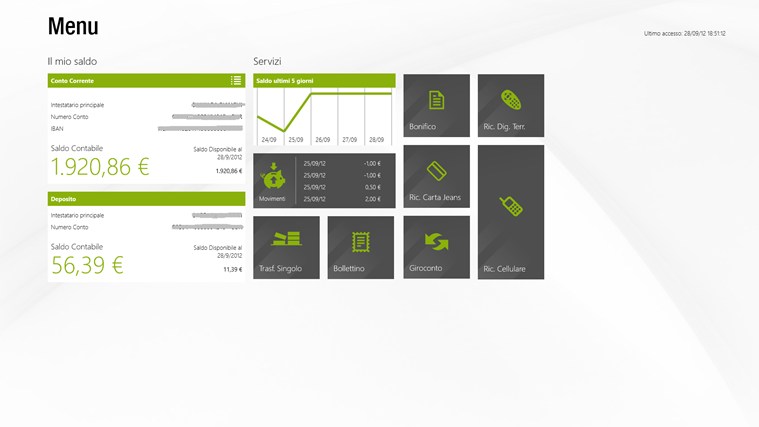 Menu
Ultimo accesso: 28/09/12 18:51:12
Il mio saldo
Conto Corrente
Intestatario principale
Numero Conto
IBAN
Saldo Contabile
Saldo Disponibile al
28/9/2012
1.920,86 €
1.920,86 €
Deposito
Intestatario principale
Numero Conto
Saldo Contabile
Saldo Disponibile al
28/9/2012
56,39 €
11,39 €
Servizi
Saldo ultimi 5 giorni
24/09 25/09 26/09 27/09 28/09
Movimenti
25/09/12 -1,00 €
25/09/12 -1,00 €
25/09/12 0,50 €
25/09/12 2,00 €
Trasf. Singolo
Bollettino
Bonifico
Ric. Dig. Terr.
Ric. Carta Jeans
Giroconto
Ric. Cellulare